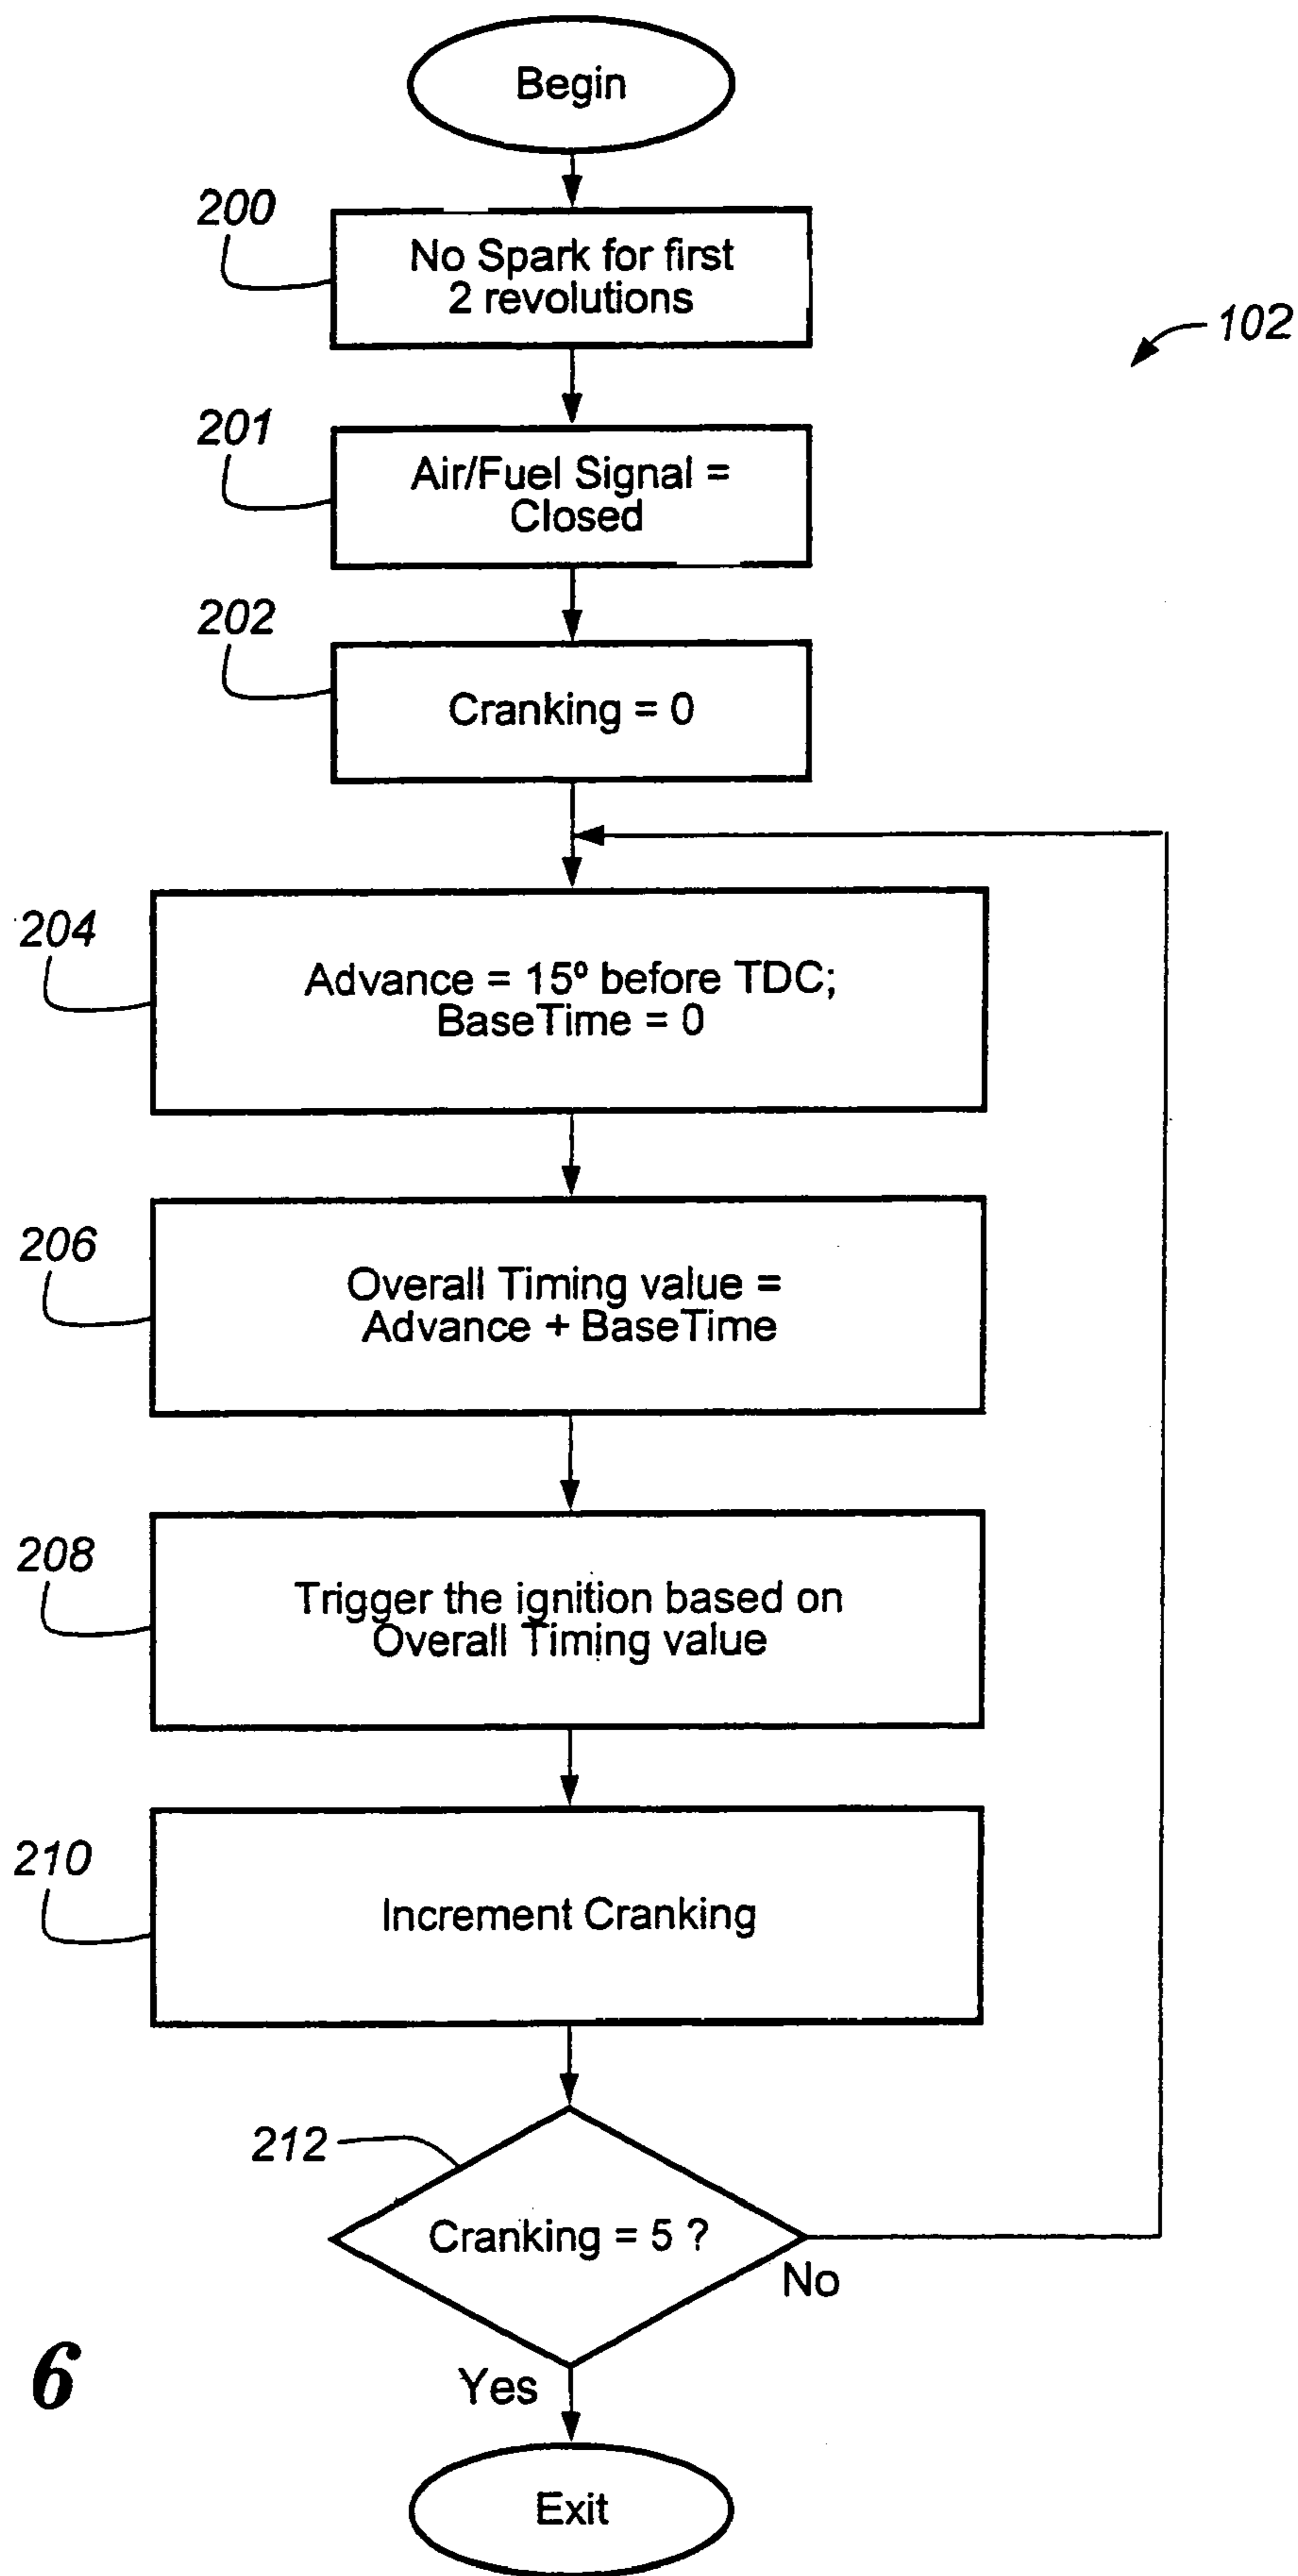 Begin
200
No Spark for first
2 revolutions
102
201
Air/Fuel Signal =
Closed
202
Cranking = 0
204
Advance = 15º before TDC;
BaseTime = 0
206
Overall Timing value =
Advance + BaseTime
208
Trigger the ignition based on
Overall Timing value
210
Increment Cranking
212
Cranking = 5 ?
No
6
Yes
Exit